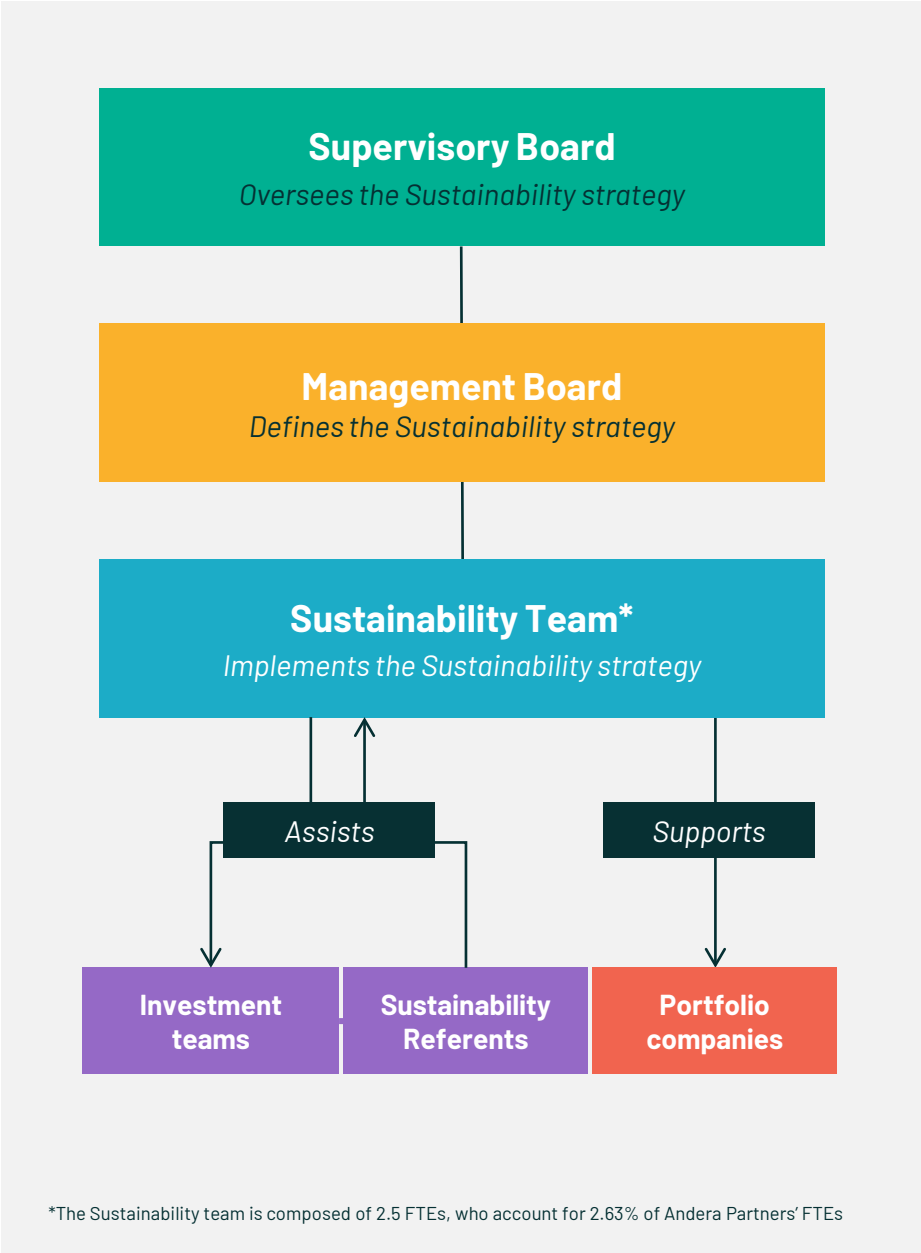 Supervisory Board
Oversees the Sustainability strategy
Management Board
Defines the Sustainability strategy
Sustainability Team*
Implements the Sustainability strategy
Assists
Supports
Investment
teams
Sustainability
Referents
Portfolio
companies
*The Sustainability team is composed of 2.5 FTEs, who account for 2.63% of Andera Partners’ FTEs